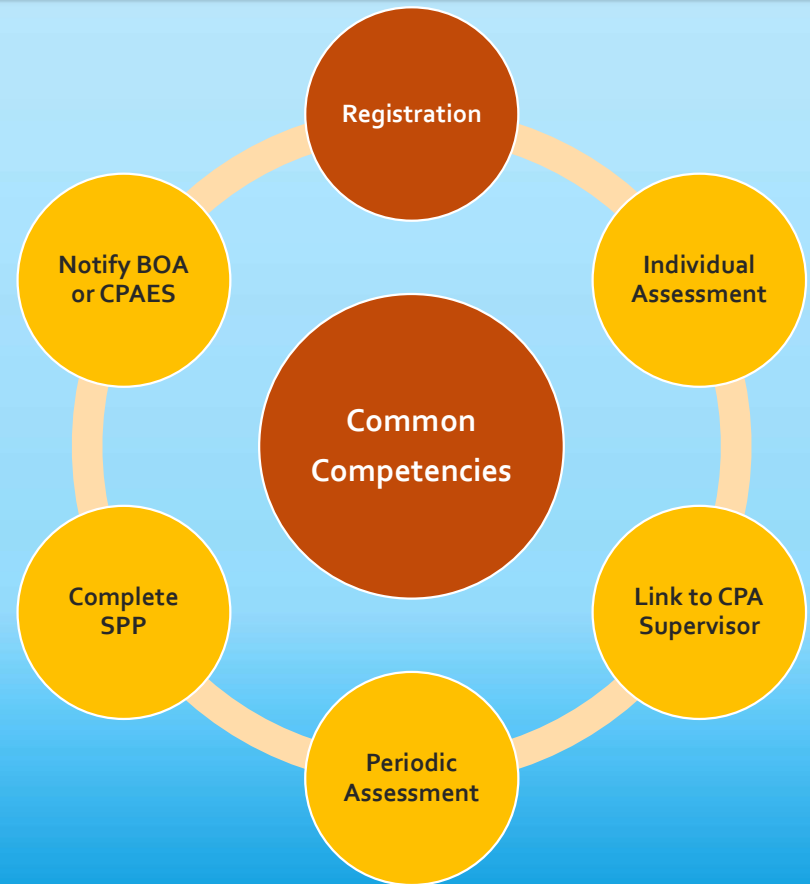 Registration
Individual
Assessment
Link to CPA
Supervisor
Periodic
Assessment
Complete
SPP
Notify BOA
or CPAES
Common
Competencies